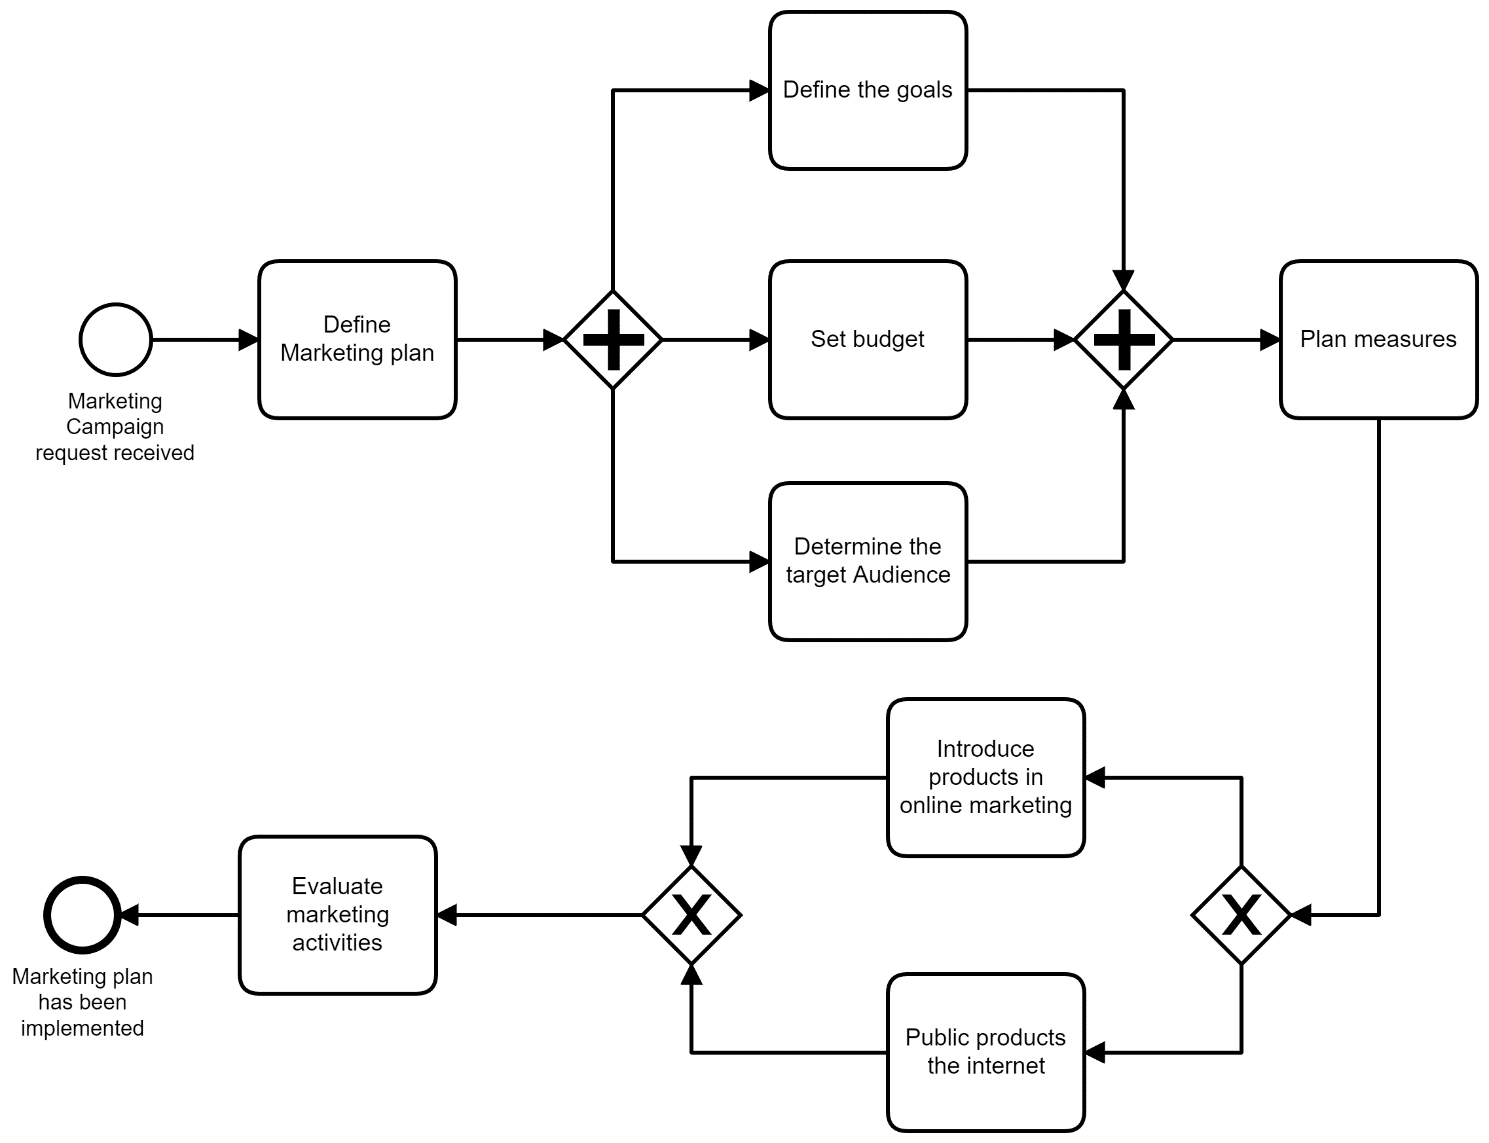 Define the goals
Define
Marketing plan
Set budget
Plan measures
Marketing
Campaign
request received
Determine the
target Audience
Introduce
products in
online marketing
Evaluate
marketing
activities
Marketing plan
has been
implemented
Public products
the internet